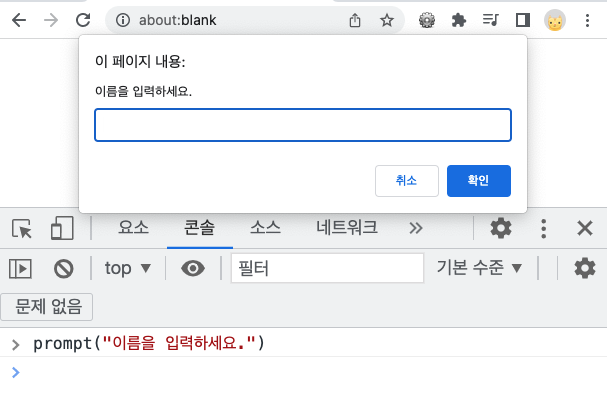 about:blank
이 페이지 내용:
이름을 입력하세요.
취소 확인
요소 콘솔 소스 네트워크
top ▼ 필터 기본 수준 ▼
문제 없음
> prompt("이름을 입력하세요.")
>